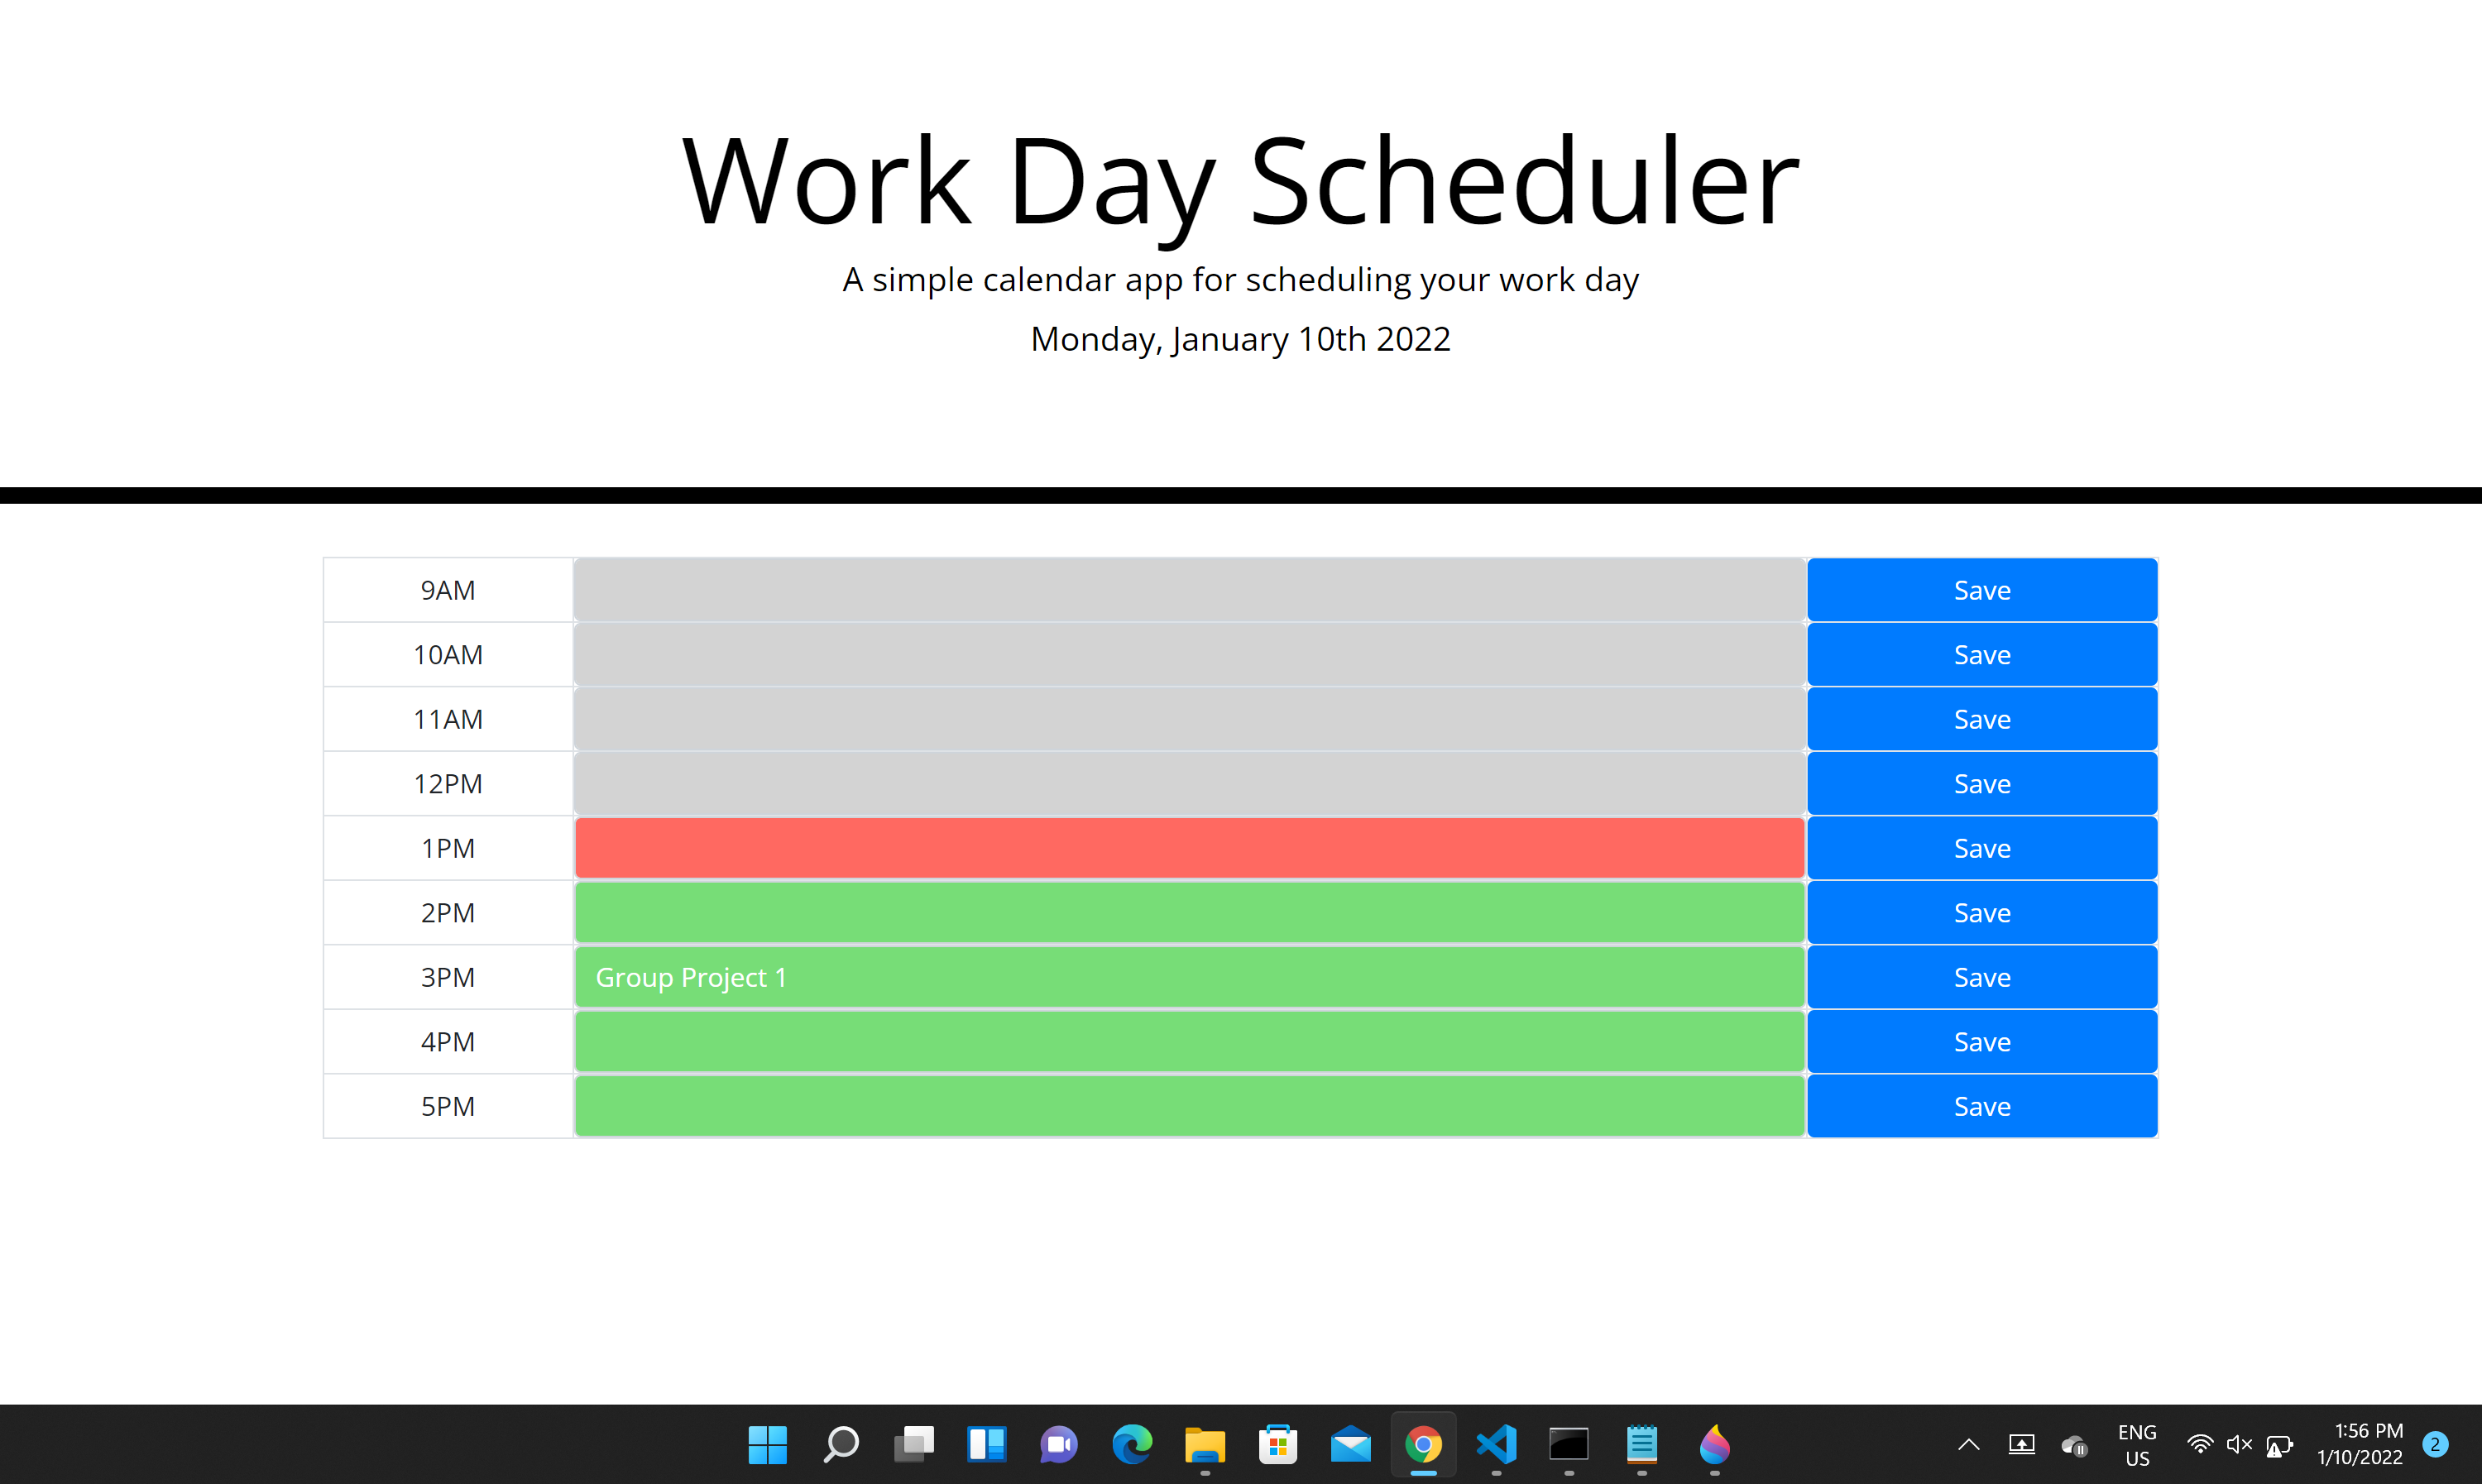 Work Day Scheduler
A simple calendar app for scheduling your work day
Monday, January 10th 2022
9AM Save
10AM Save
11AM Save
12PM Save
1PM Save
2PM Save
3PM Group Project 1 Save
4PM Save
5PM Save
ENG
US
1:56 PM
1/10/2022
2